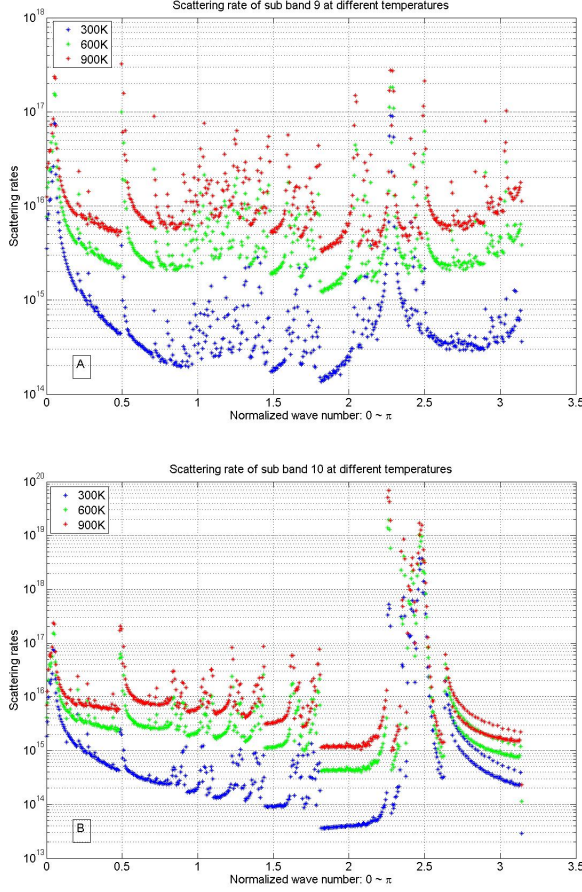 Scattering rate of sub band 9 at different temperatures
10^18
300K
600K
900K
10^17
10^16
10^15
10^14
Scattering rates
A
0 0.5 1 1.5 2 2.5 3 3.5
Normalized wave number: 0 ~ π
Scattering rate of sub band 10 at different temperatures
10^20
300K
600K
900K
10^19
10^18
10^17
10^16
10^15
10^14
10^13
Scattering rates
B
0 0.5 1 1.5 2 2.5 3 3.5
Normalized wave number: 0 ~ π